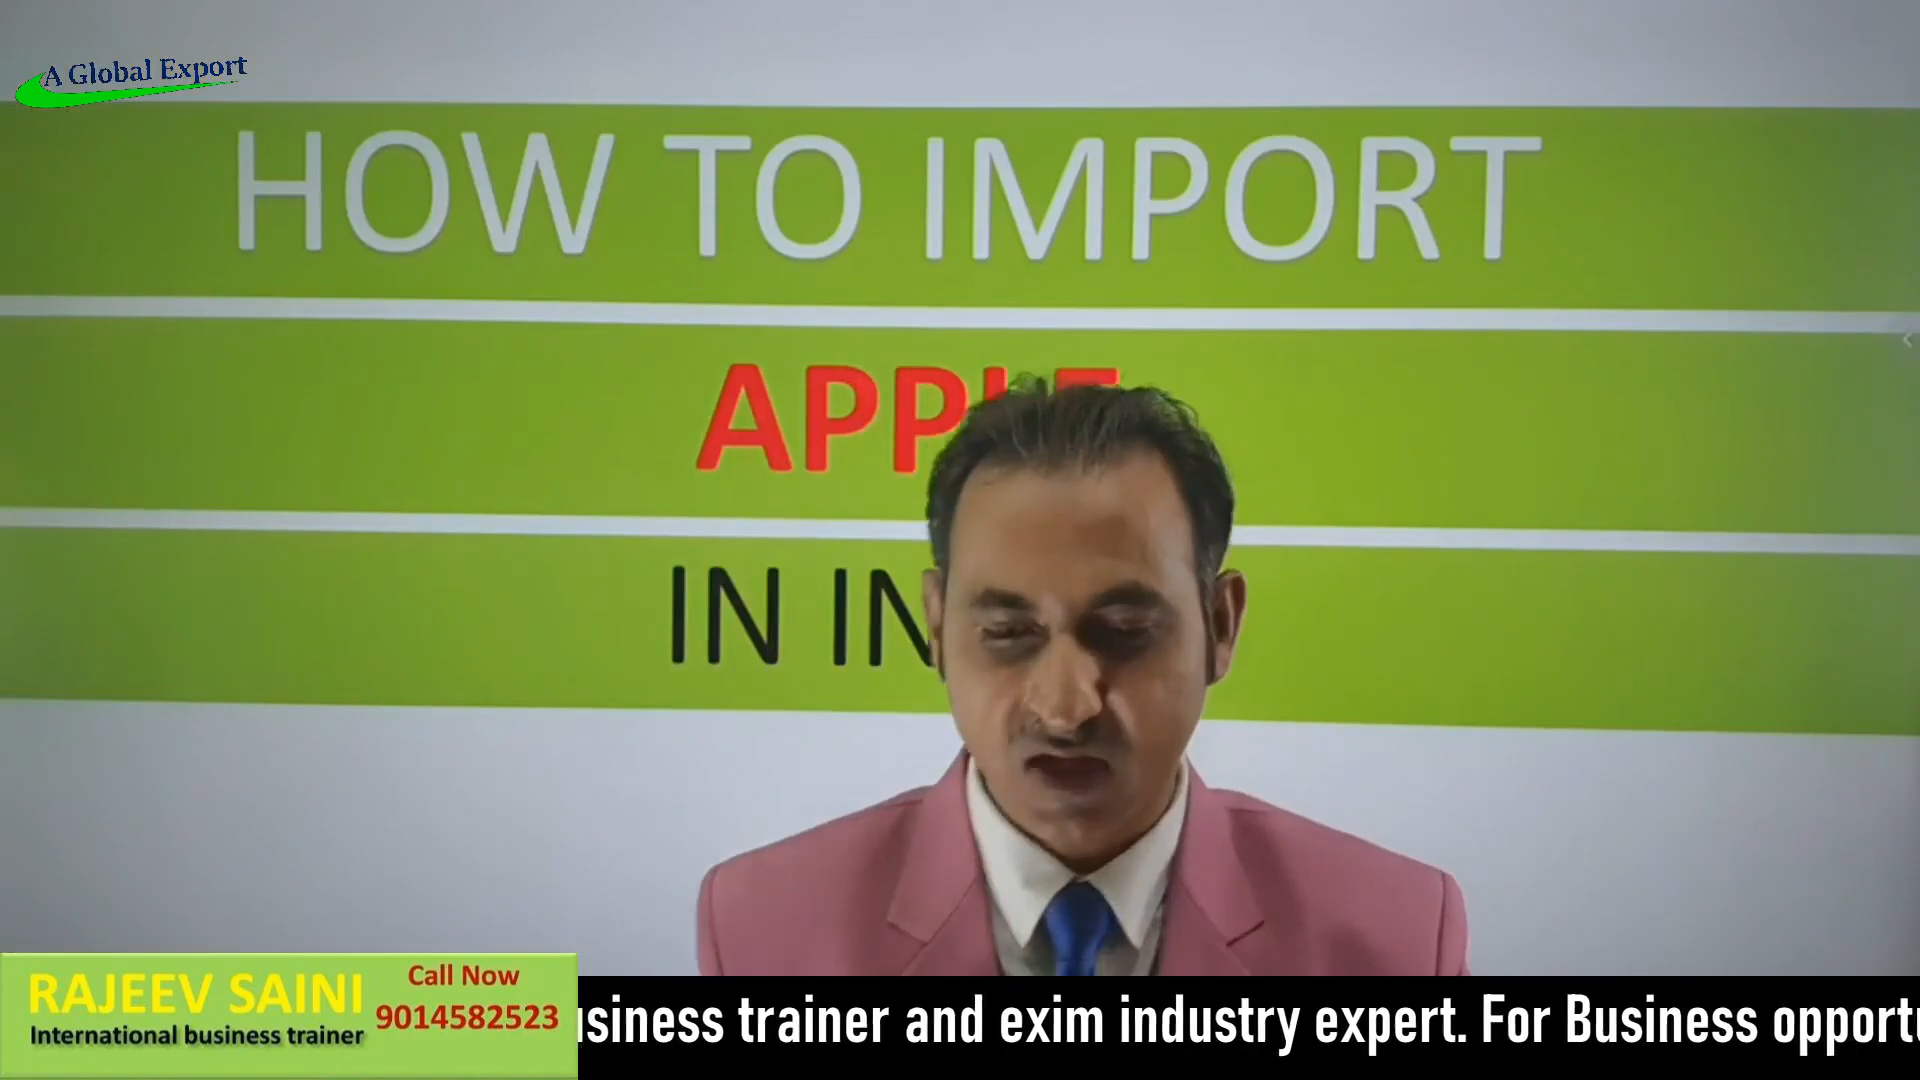 A Global Export
HOW TO IMPORT
APPLE
IN IN
RAJEEV SAINI
International business trainer
Call Now
9014582523
siness trainer and exim industry expert. For Business opport